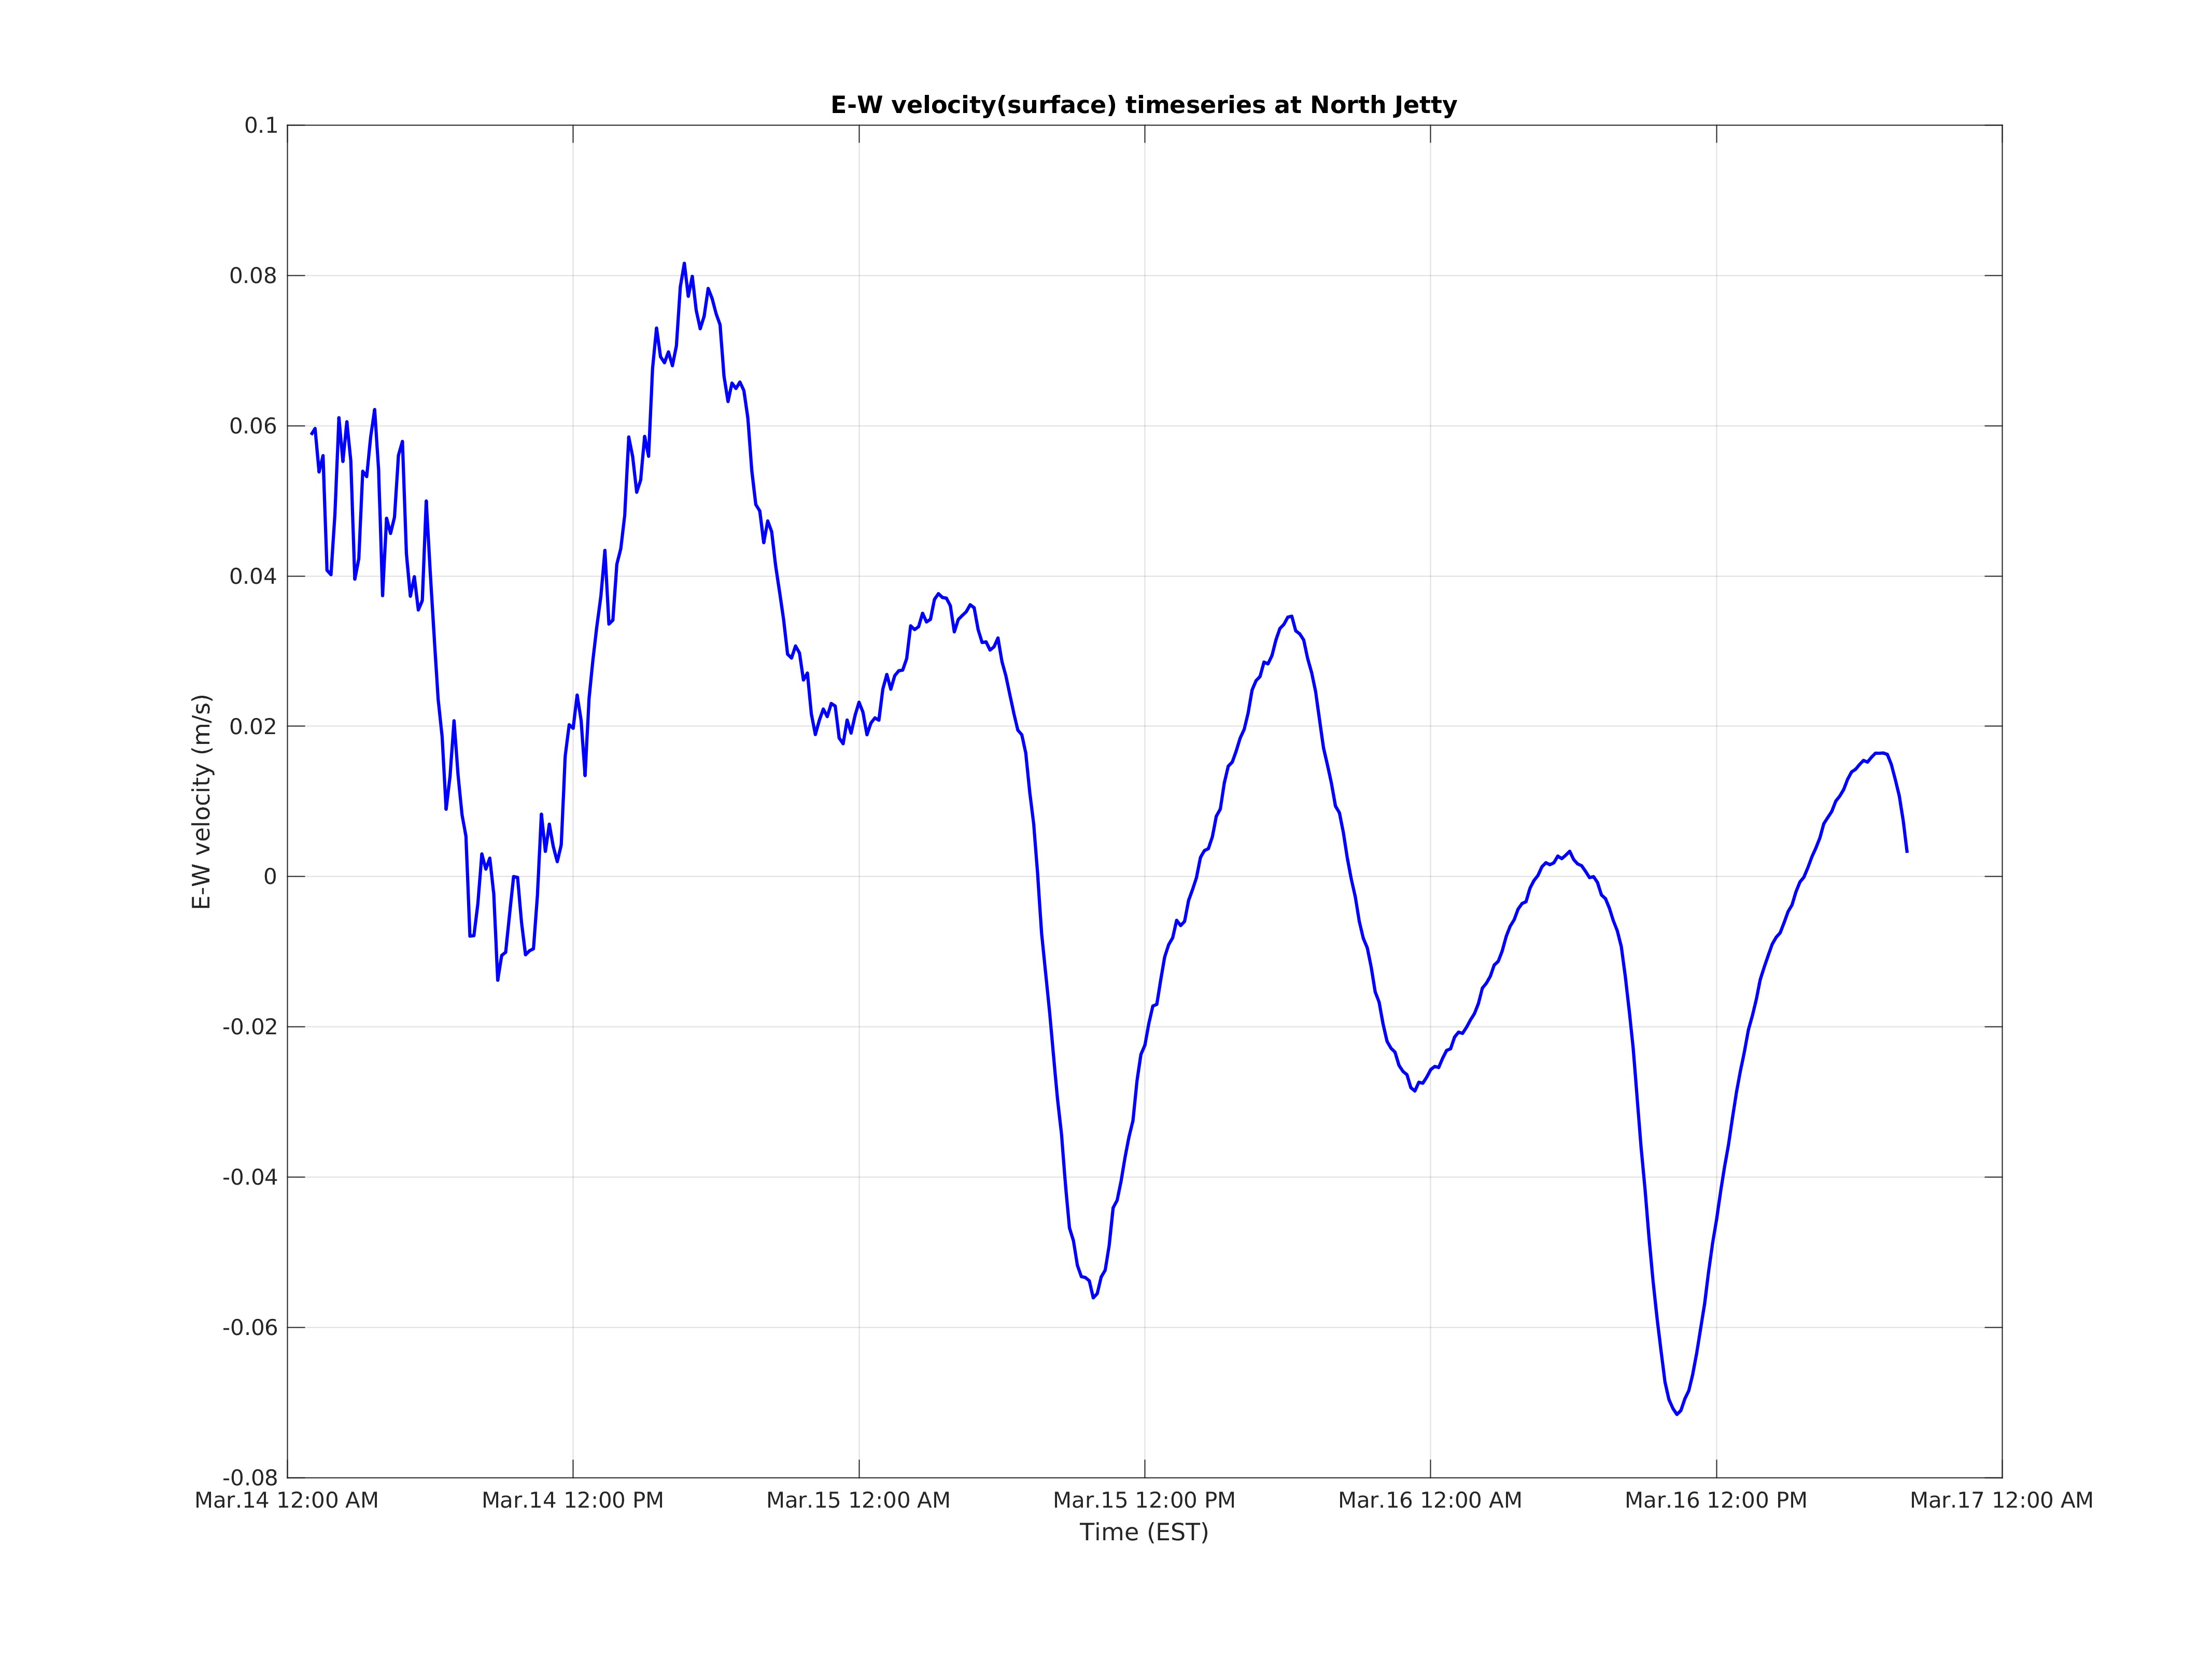 E-W velocity(surface) timeseries at North Jetty
0.1
0.08
0.06
0.04
0.02
0
-0.02
-0.04
-0.06
-0.08
E-W velocity (m/s)
Mar.14 12:00 AM
Mar.14 12:00 PM
Mar.15 12:00 AM
Mar.15 12:00 PM
Mar.16 12:00 AM
Mar.16 12:00 PM
Mar.17 12:00 AM
Time (EST)